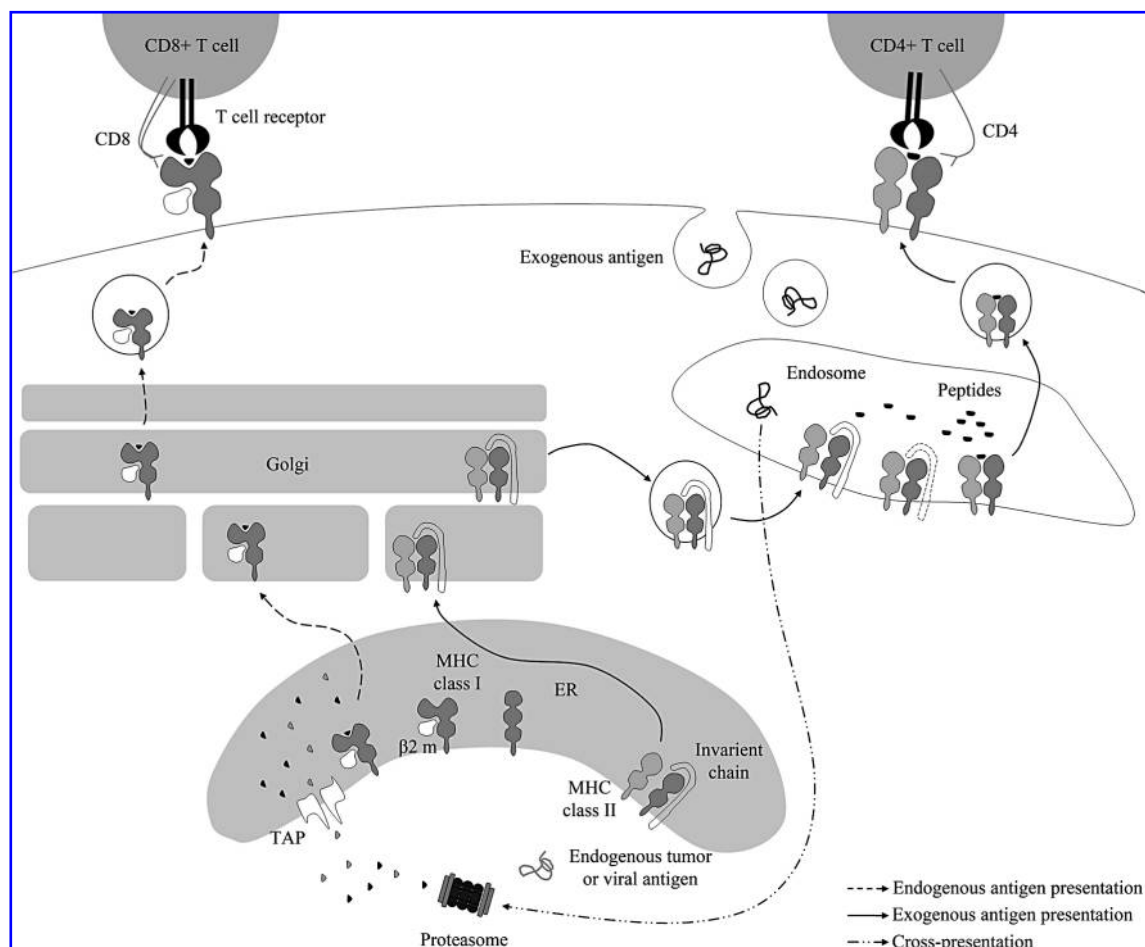 CD8+ T cell
CD4+ T cell
T cell receptor
CD8
CD4
Exogenous antigen
Endosome
Peptides
Golgi
MHC
class I
ER
β2 m
Invarient
chain
MHC
class II
TAP
Endogenous tumor
or viral antigen
Proteasome
Endogenous antigen presentation
Exogenous antigen presentation
Cross-presentation